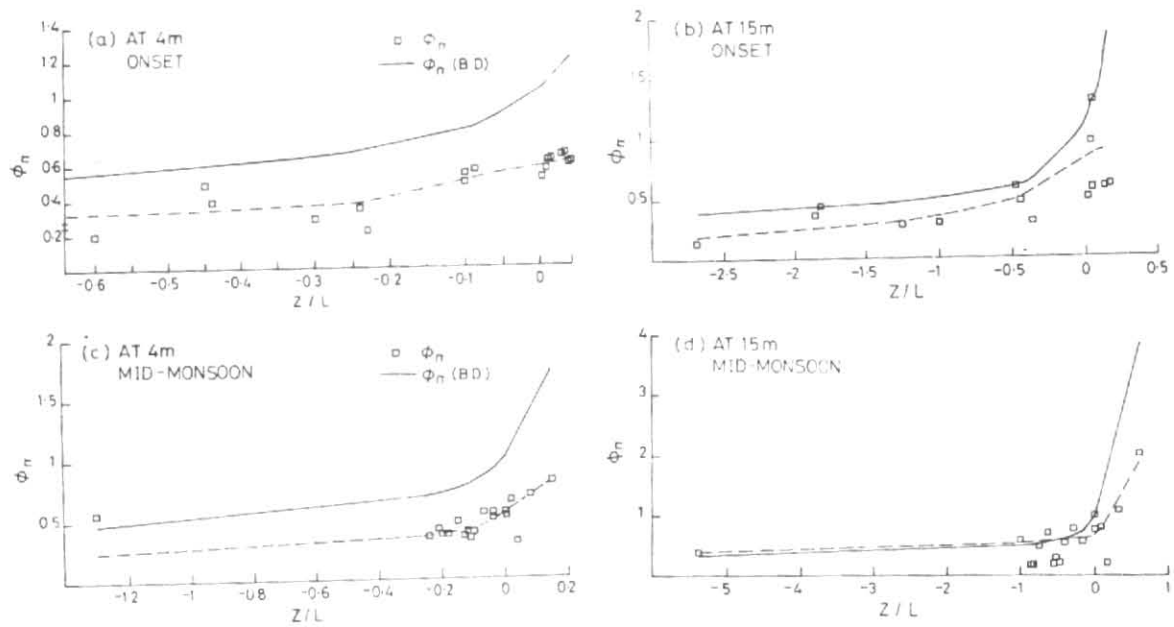 (a) AT 4m
ONSET
□ ϕn
— ϕn (B.D)
1.4
1.2
1
0.8
0.6
0.4
0.2
ϕn
-0.6 -0.5 -0.4 -0.3 -0.2 -0.1 0
Z/L
(b) AT 15m
ONSET
2
1.5
1
0.5
ϕn
-2.5 -2 -1.5 -1 -0.5 0 0.5
Z/L
(c) AT 4m
MID-MONSOON
□ ϕn
— ϕn (B.D)
2
1.5
1
0.5
ϕn
-1.2 -1 -0.8 -0.6 -0.4 -0.2 0 0.2
Z/L
(d) AT 15m
MID-MONSOON
4
3
2
1
ϕn
-5 -4 -3 -2 -1 0 1
Z/L